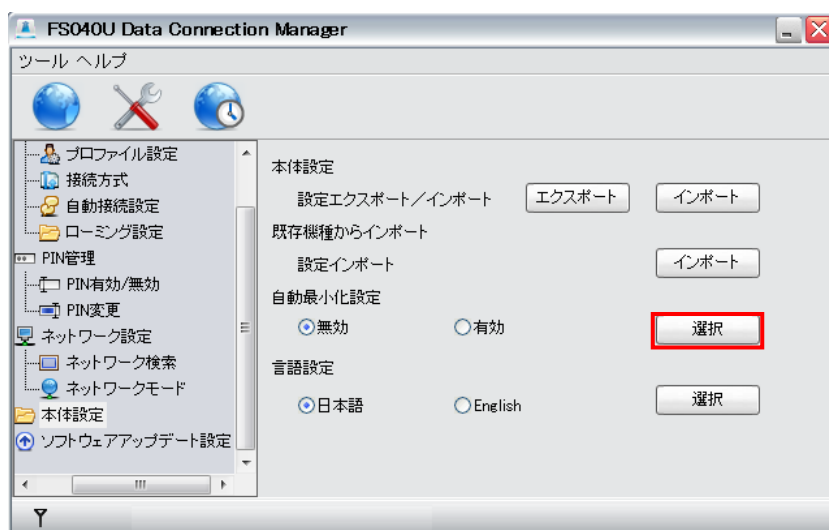 FS040U Data Connection Manager
ツール ヘルプ
プロファイル設定
接続方式
自動接続設定
ローミング設定
PIN管理
PIN有効/無効
PIN変更
ネットワーク設定
ネットワーク検索
ネットワークモード
本体設定
ソフトウェアアップデート設定
本体設定
設定エクスポート／インポート エクスポート インポート
既存機種からインポート
設定インポート インポート
自動最小化設定
無効 有効 選択
言語設定
日本語 English 選択